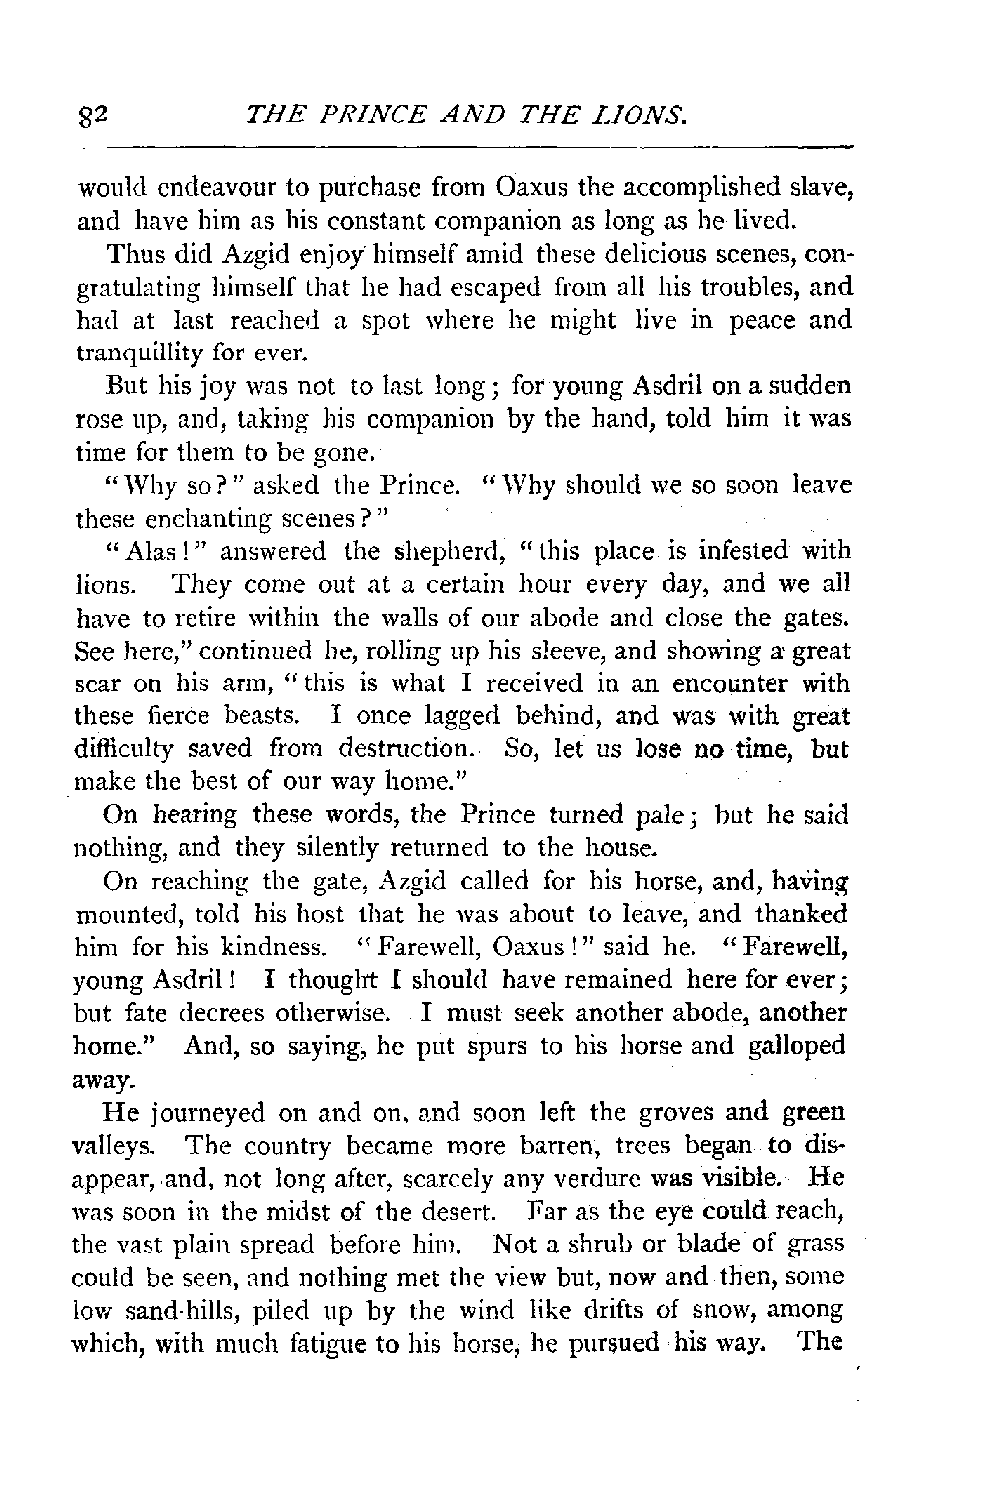 82 THE PRINCE AND THE LIONS.
would endeavour to purchase from Oaxus the accomplished slave,
and have him as his constant companion as long as he lived.
Thus did Azgid enjoy himself amid these delicious scenes, con-
gratulating himself that he had escaped from all his troubles, and
had at last reached a spot where he might live in peace and
tranquillity for ever.
But his joy was not to last long; for young Asdril on a sudden
rose up, and, taking his companion by the hand, told him it was
time for them to be gone.
"Why so?" asked the Prince. "Why should we so soon leave
these enchanting scenes?"
"Alas!" answered the shepherd, "this place is infested with
lions. They come out at a certain hour every day, and we all
have to retire within the walls of our abode and close the gates.
See here," continued he, rolling up his sleeve, and showing a great
scar on his arm, "this is what I received in an encounter with
these fierce beasts. I once lagged behind, and was with great
difficulty saved from destruction. So, let us lose no time, but
make the best of our way home."
On hearing these words, the Prince turned pale; but he said
nothing, and they silently returned to the house.
On reaching the gate, Azgid called for his horse, and, having
mounted, told his host that he was about to leave, and thanked
him for his kindness. "Farewell, Oaxus!" said he. "Farewell,
young Asdril! I thought I should have remained here for ever;
but fate decrees otherwise. I must seek another abode, another
home." And, so saying, he put spurs to his horse and galloped
away.
He journeyed on and on, and soon left the groves and green
valleys. The country became more barren, trees began to dis-
appear, and, not long after, scarcely any verdure was visible. He
was soon in the midst of the desert. Far as the eye could reach,
the vast plain spread before him. Not a shrub or blade of grass
could be seen, and nothing met the view but, now and then, some
low sand-hills, piled up by the wind like drifts of snow, among
which, with much fatigue to his horse, he pursued his way. The